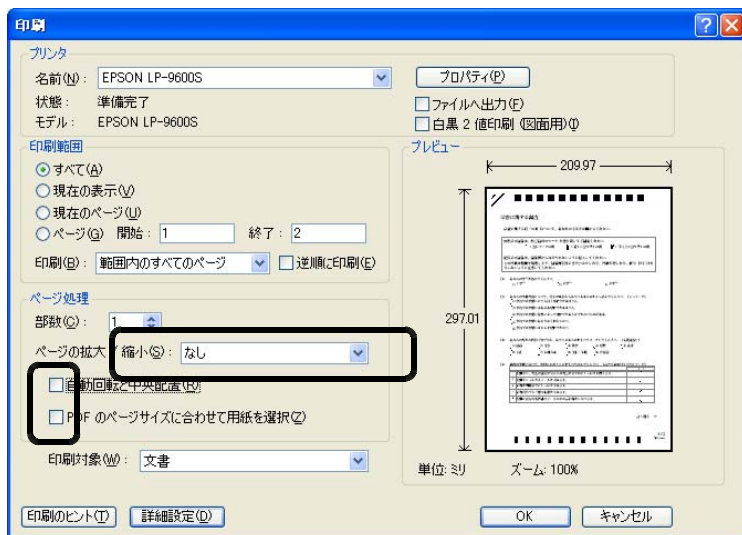 印刷
プリンタ
名前(N): EPSON LP-9600S
プロパティ(P)
状態: 準備完了
ファイルへ出力(F)
モデル: EPSON LP-9600S
白黒 2 値印刷 (図面用)(I)
印刷範囲
すべて(A)
現在の表示(V)
現在のページ(U)
ページ(G) 開始: 1 終了: 2
印刷(B): 範囲内のすべてのページ
逆順に印刷(E)
ページ処理
部数(C): 1
ページの拡大 縮小(S): なし
自動回転と中央配置(R)
PDF のページサイズに合わせて用紙を選択(Z)
印刷対象(W): 文書
プレビュー
209.97
297.01
単位: ミリ ズーム: 100%
印刷のヒント(T)
詳細設定(D)
OK
キャンセル